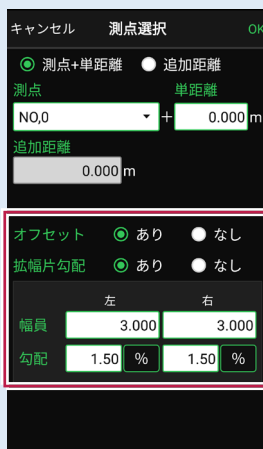 キャンセル 測点選択 OK
測点+単距離 追加距離
測点 単距離
NO,0 + 0.000 m
追加距離
0.000 m
オフセット あり なし
拡幅片勾配 あり なし
左 右
幅員 3.000 3.000
勾配 1.50 % 1.50 %